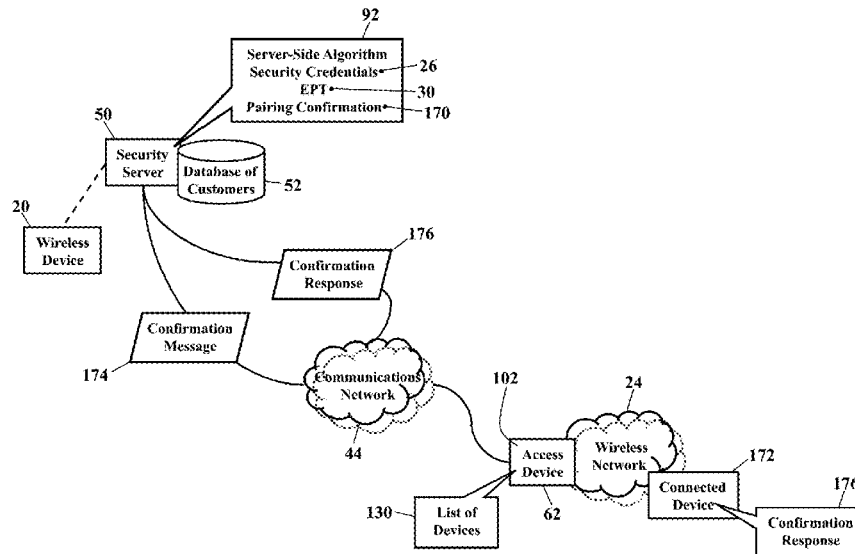 92
Server-Side Algorithm
Security Credentials 26
EPT 30
Pairing Confirmation 170
50
Security
Server
Database of
Customers
52
20
Wireless
Device
176
Confirmation
Response
Confirmation
Message
174
Communications
Network
44
102
24
Access
Device
62
Wireless
Network
172
Connected
Device
176
130
List of
Devices
Confirmation
Response